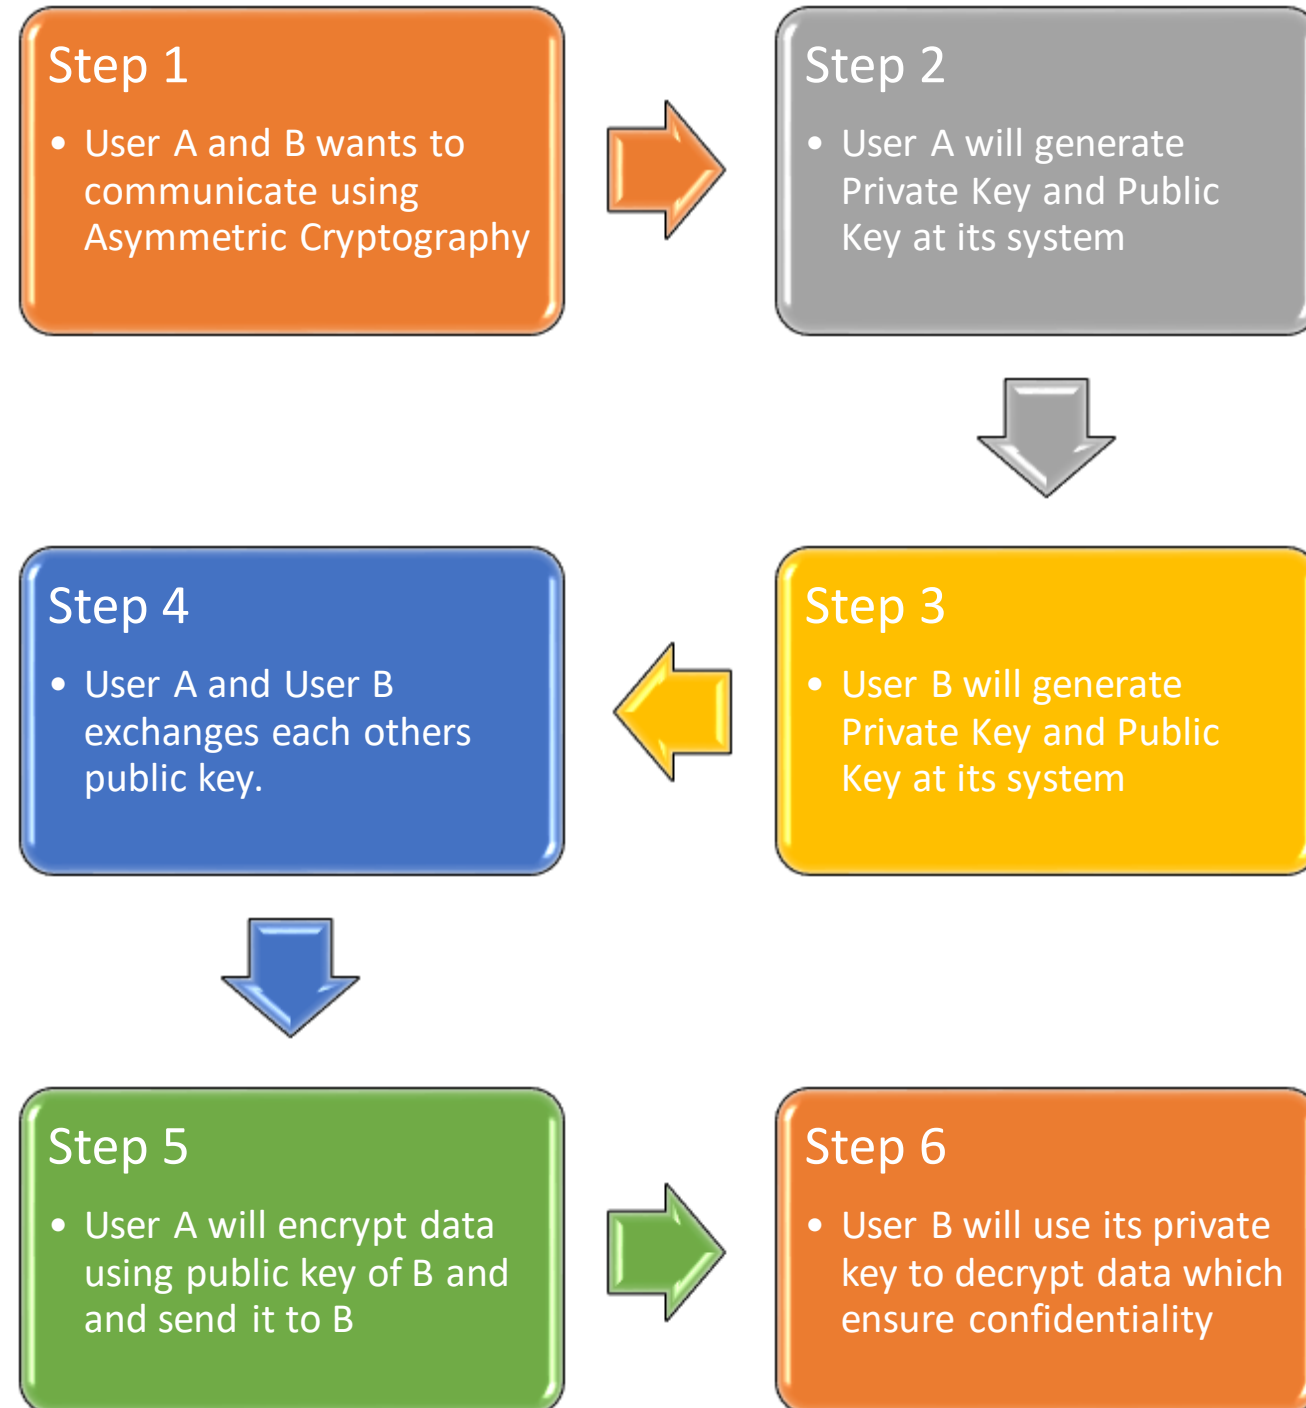 Step 1
• User A and B wants to
communicate using
Asymmetric Cryptography
Step 2
• User A will generate
Private Key and Public
Key at its system
Step 3
• User B will generate
Private Key and Public
Key at its system
Step 4
• User A and User B
exchanges each others
public key.
Step 5
• User A will encrypt data
using public key of B and
and send it to B
Step 6
• User B will use its private
key to decrypt data which
ensure confidentiality